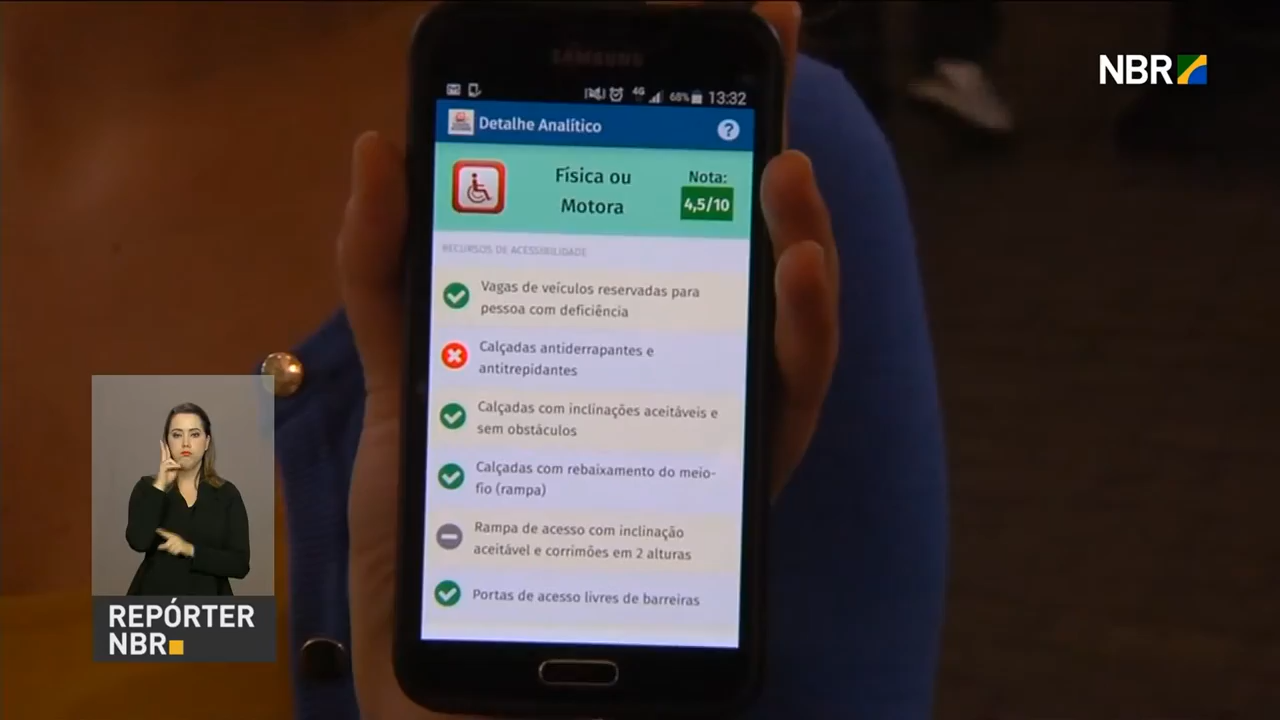 NBR
SAMSUNG
4G
68%
13:32
Detalhe Analítico
?
Física ou
Motora
Nota:
4,5/10
RECURSOS DE ACESSIBILIDADE
Vagas de veículos reservadas para
pessoa com deficiência
Calçadas antiderrapantes e
antitrepidantes
Calçadas com inclinações aceitáveis e
sem obstáculos
Calçadas com rebaixamento do meio-
fio (rampa)
Rampa de acesso com inclinação
aceitável e corrimões em 2 alturas
Portas de acesso livres de barreiras
REPÓRTER
NBR